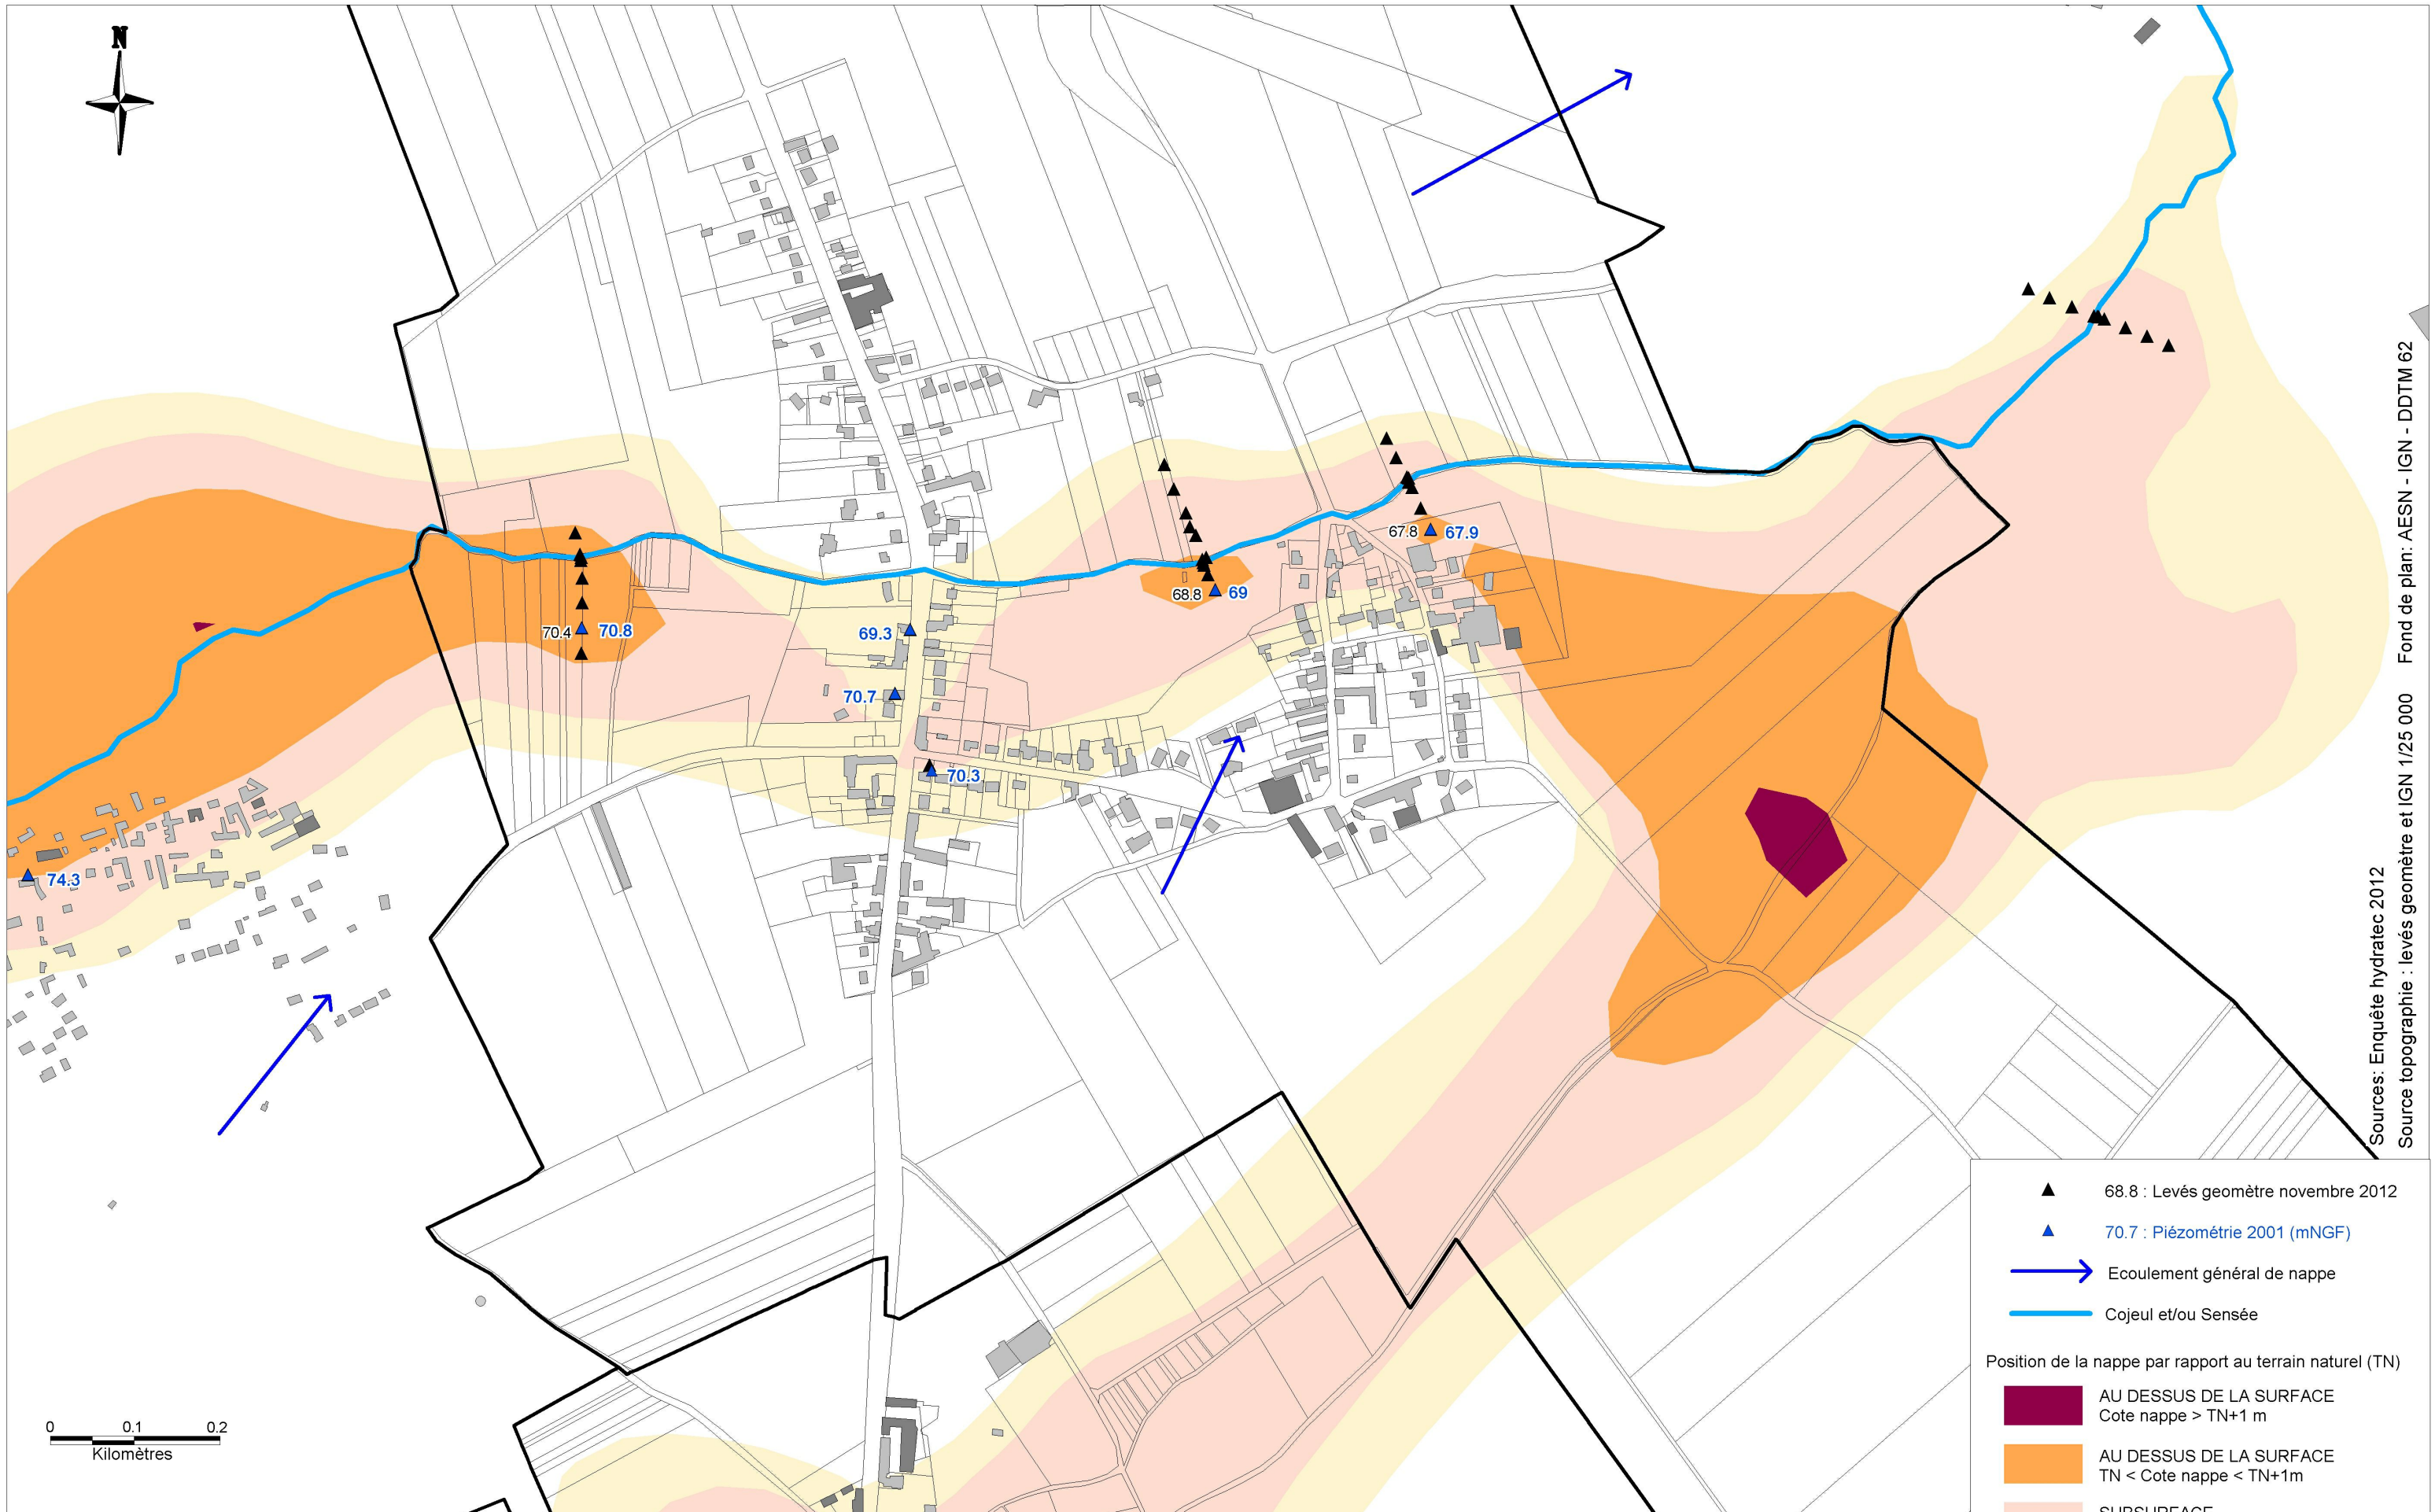 N
67.8
67.9
68.8
69
70.4
70.8
69.3
70.7
70.3
74.3
Sources: Enquête hydratec 2012
Source topographie : levés geomètre et IGN 1/25 000 Fond de plan: AESN - IGN - DDTM 62
68.8 : Levés geomètre novembre 2012
70.7 : Piézométrie 2001 (mNGF)
Ecoulement général de nappe
Cojeul et/ou Sensée
Position de la nappe par rapport au terrain naturel (TN)
AU DESSUS DE LA SURFACE
Cote nappe > TN+1 m
AU DESSUS DE LA SURFACE
TN < Cote nappe < TN+1m
SUBSURFACE
0 0.1 0.2
Kilomètres